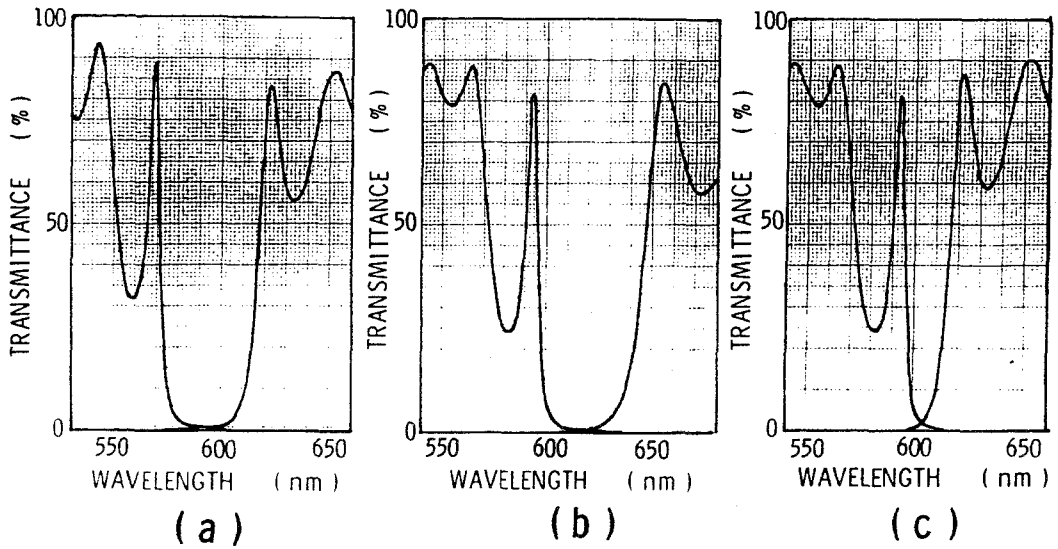 100
TRANSMITTANCE (%)
50
0
550 600 650
WAVELENGTH (nm)
(a)
100
TRANSMITTANCE (%)
50
0
550 600 650
WAVELENGTH (nm)
(b)
100
TRANSMITTANCE (%)
50
0
550 600 650
WAVELENGTH (nm)
(c)